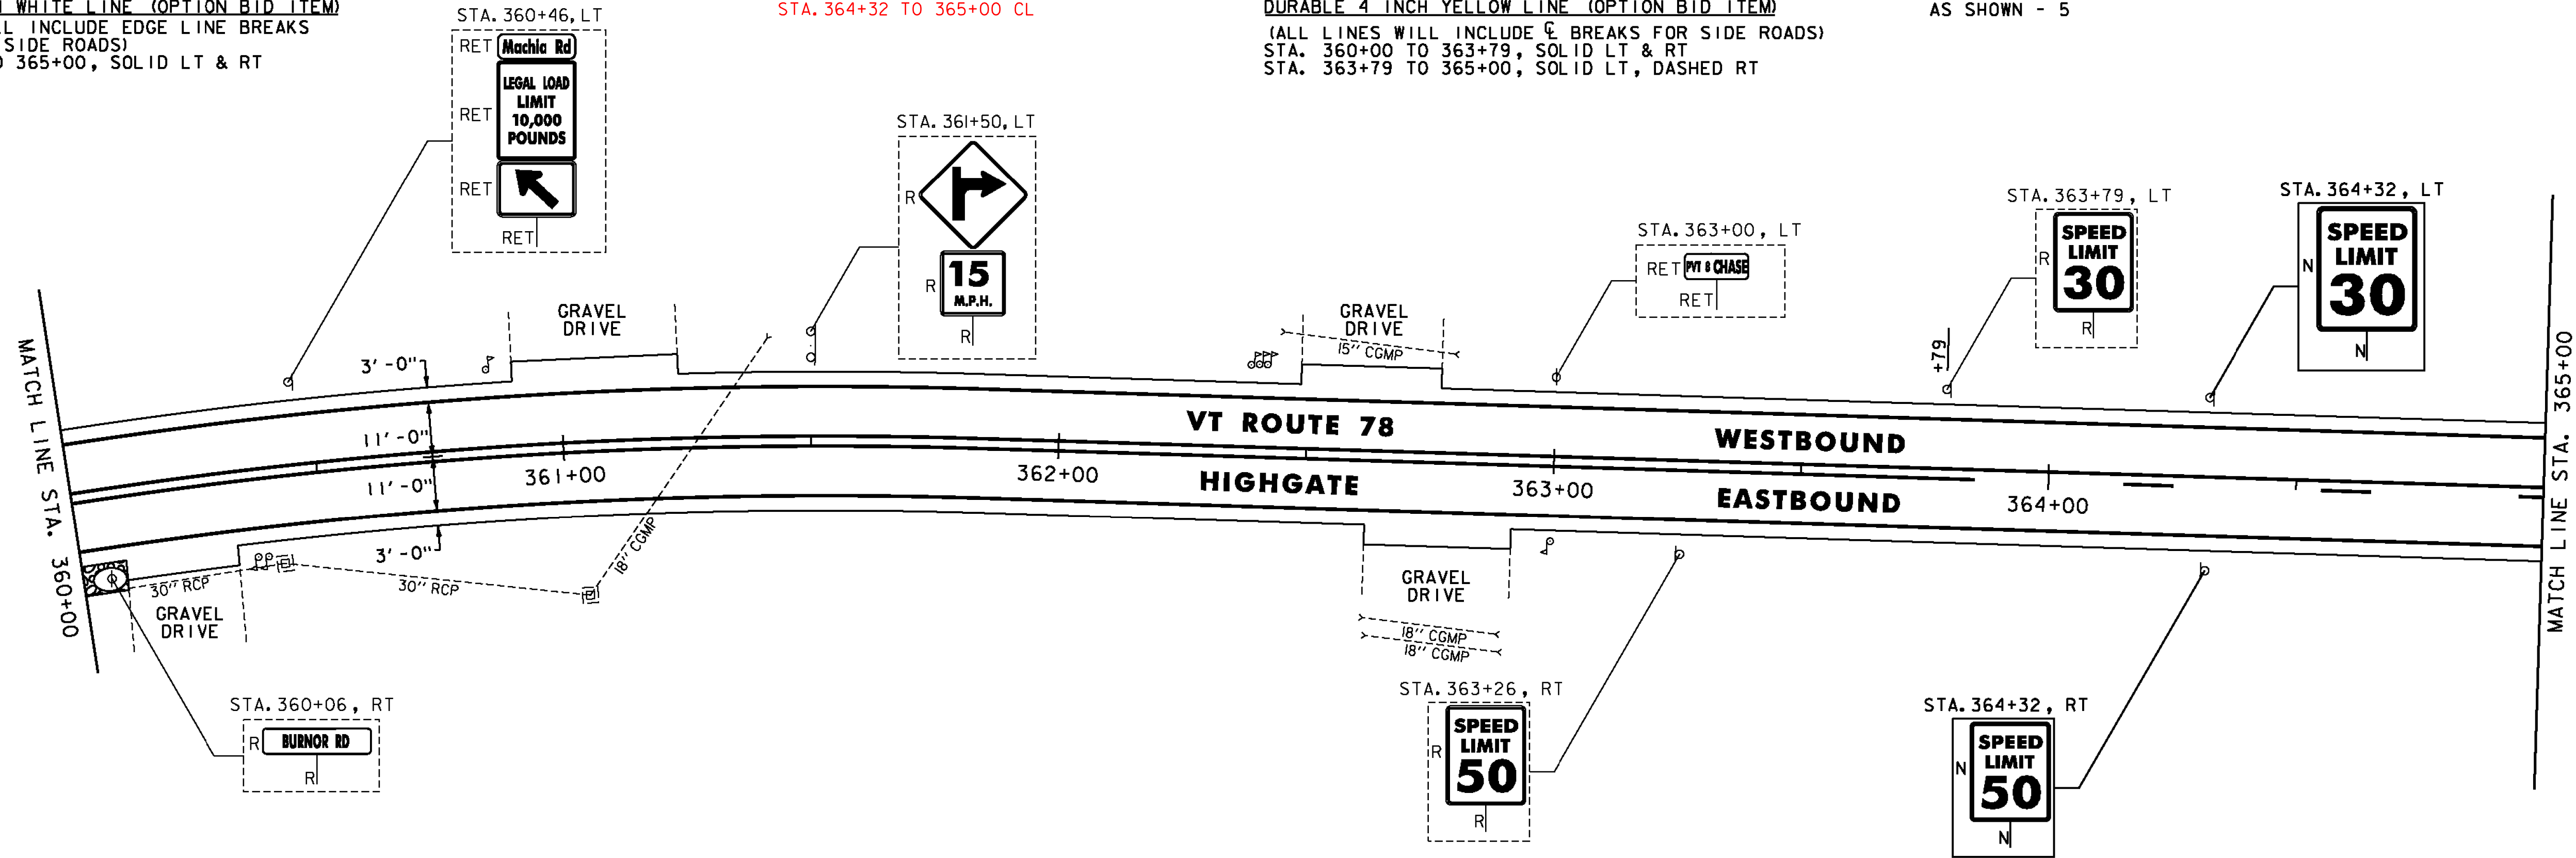 WHITE LINE (OPTION BID ITEM)
INCLUDE EDGE LINE BREAKS
SIDE ROADS)
365+00, SOLID LT & RT
STA. 364+32 TO 365+00 CL
DURABLE 4 INCH YELLOW LINE (OPTION BID ITEM)
(ALL LINES WILL INCLUDE ℄ BREAKS FOR SIDE ROADS)
STA. 360+00 TO 363+79, SOLID LT & RT
STA. 363+79 TO 365+00, SOLID LT, DASHED RT
AS SHOWN - 5
STA. 360+46, LT
RET
Machia Rd
RET
LEGAL LOAD
LIMIT
10,000
POUNDS
RET
RET
STA. 361+50, LT
R
R
15
M.P.H.
R
STA. 363+00, LT
RET
PVT 8 CHASE
RET
STA. 363+79, LT
R
SPEED
LIMIT
30
R
STA. 364+32, LT
N
SPEED
LIMIT
30
N
MATCH LINE STA. 360+00
3'-0"
GRAVEL
DRIVE
GRAVEL
DRIVE
15" CGMP
+79
11'-0"
11'-0"
3'-0"
VT ROUTE 78
WESTBOUND
HIGHGATE
EASTBOUND
361+00
362+00
363+00
364+00
MATCH LINE STA. 365+00
30" RCP
GRAVEL
DRIVE
30" RCP
18" CGMP
GRAVEL
DRIVE
18" CGMP
18" CGMP
STA. 360+06, RT
R
BURNOR RD
R
STA. 363+26, RT
R
SPEED
LIMIT
50
R
STA. 364+32, RT
N
SPEED
LIMIT
50
N